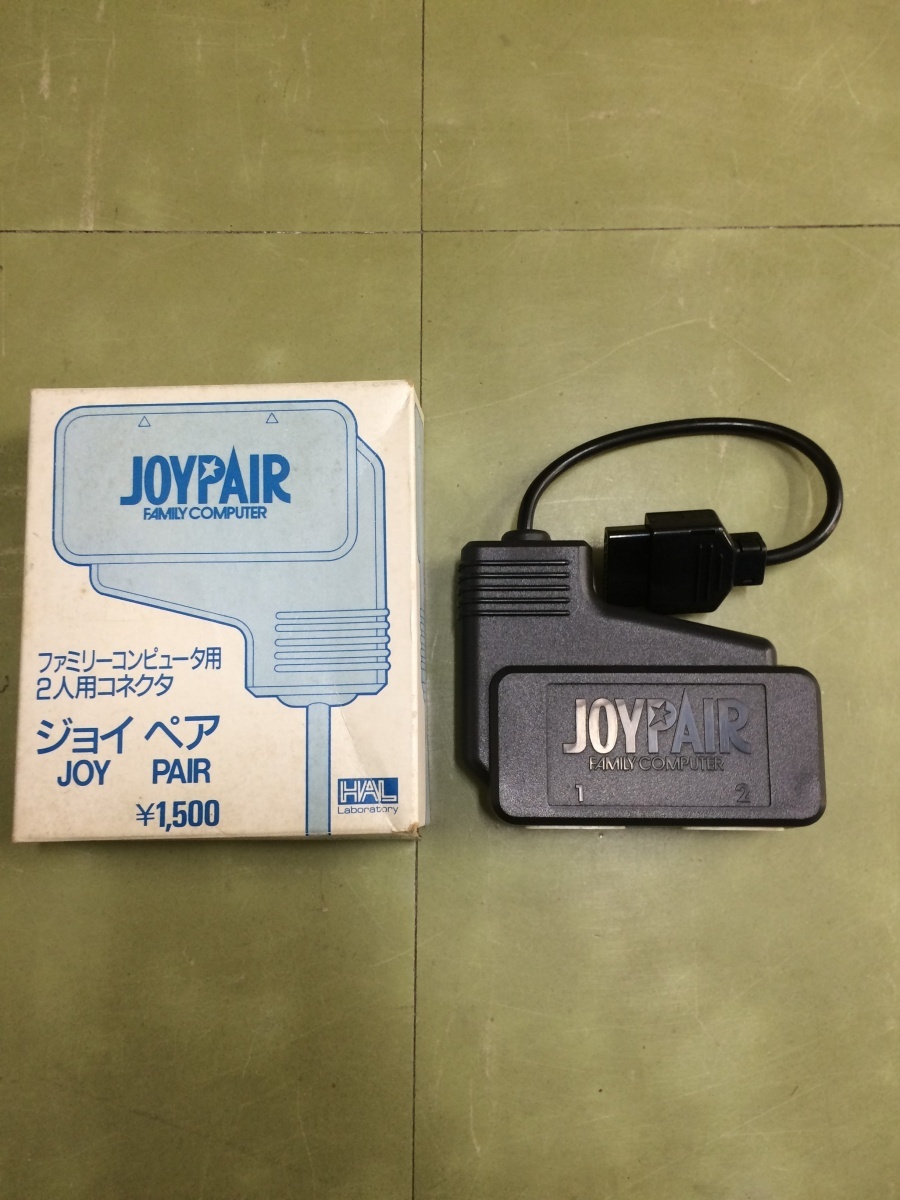 JOYPAIR
FAMILY COMPUTER
ファミリーコンピュータ用
2人用コネクタ
ジョイ ペア
JOY PAIR
¥1,500
HAL
Laboratory
JOYPAIR
FAMILY COMPUTER
1 2